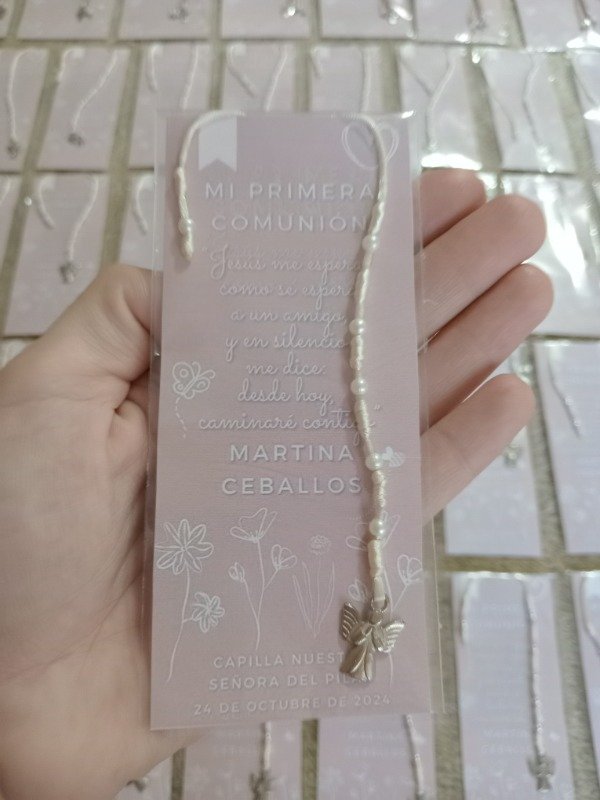 MI PRIMERA
COMUNIÓN
"Jesús me espera
como se espera
a un amigo,
y en silencio
me dice:
desde hoy,
caminaré contigo"
MARTINA
CEBALLOS
CAPILLA NUESTRA
SEÑORA DEL PILAR
24 DE OCTUBRE DE 2024